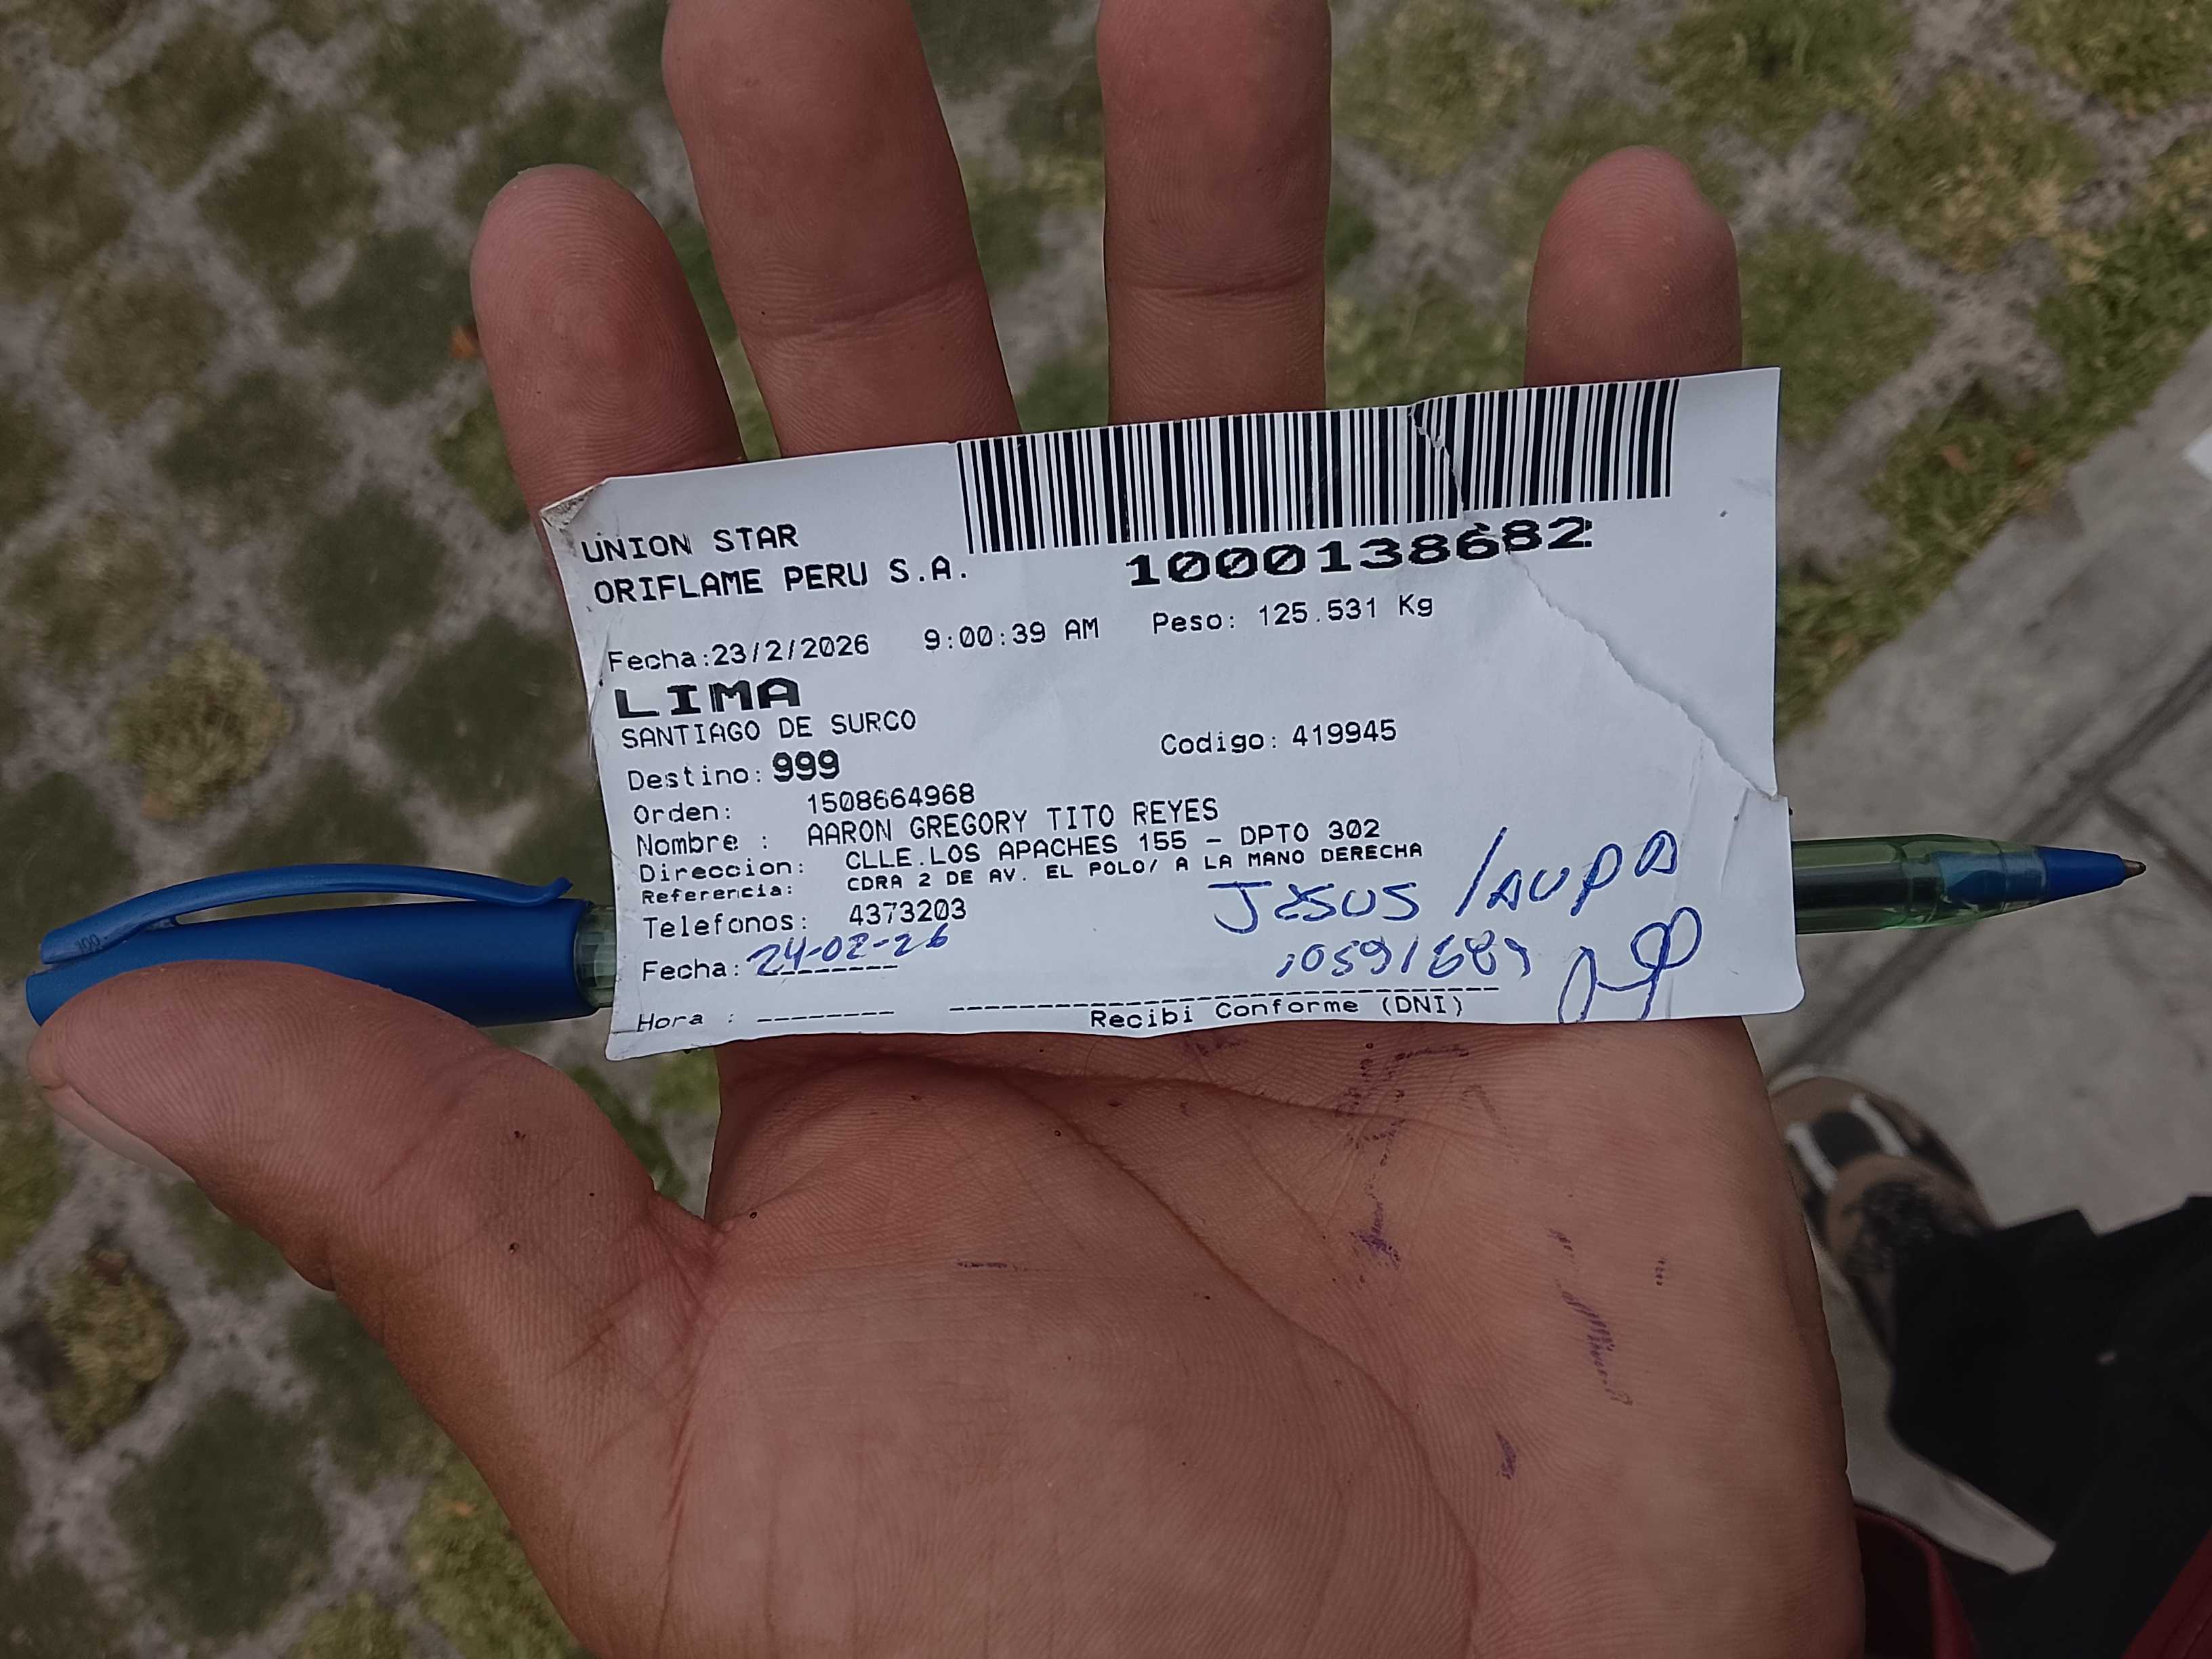 UNION STAR
ORIFLAME PERU S.A.
1000138682
Fecha:23/2/2026 9:00:39 AM Peso: 125.531 Kg
LIMA
SANTIAGO DE SURCO
Destino: 999 Codigo: 419945
Orden: 1508664968
Nombre : AARON GREGORY TITO REYES
Direccion: CLLE.LOS APACHES 155 - DPTO 302
Referencia: CDRA 2 DE AV. EL POLO/ A LA MANO DERECHA
Telefonos: 4373203
JESUS
Fecha: 24-02-26
Hora : --------
Recibi Conforme (DNI)